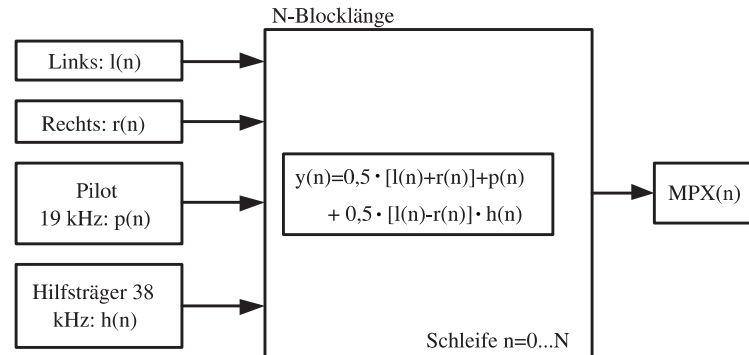 N-Blocklänge
Links: l(n)
Rechts: r(n)
Pilot
19 kHz: p(n)
Hilfsträger 38
kHz: h(n)
y(n)=0,5·[l(n)+r(n)]+p(n)
+ 0,5·[l(n)-r(n)]·h(n)
Schleife n=0...N
MPX(n)